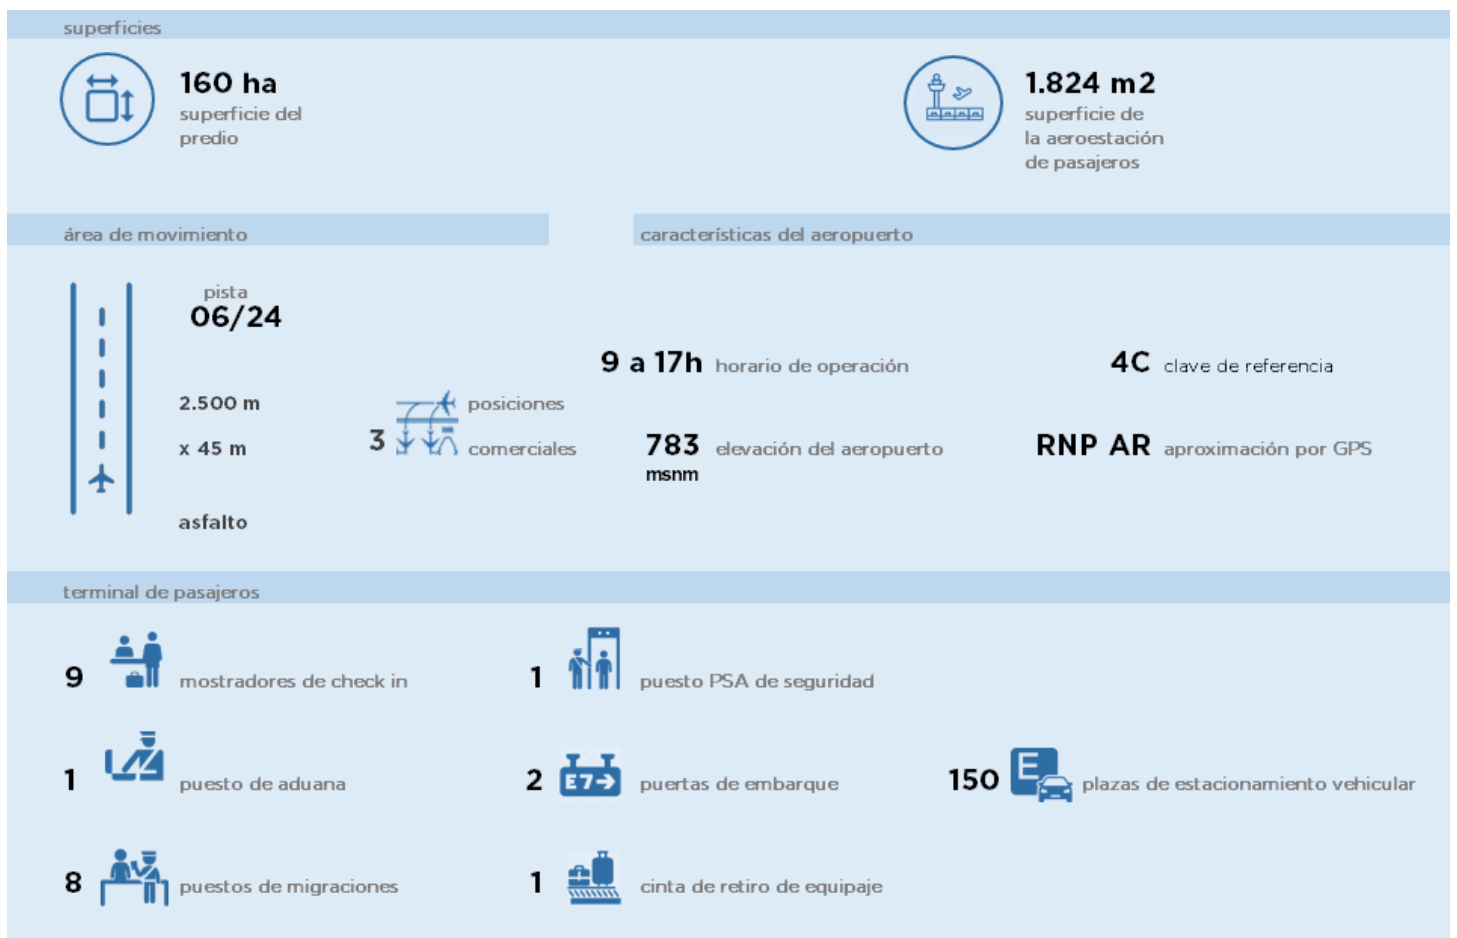 superficies
160 ha
superficie del
predio
1.824 m2
superficie de
la aeroestación
de pasajeros
área de movimiento
características del aeropuerto
pista
06/24
2.500 m
x 45 m
asfalto
3
posiciones
comerciales
9 a 17h horario de operación
4C clave de referencia
783 elevación del aeropuerto
msnm
RNP AR aproximación por GPS
terminal de pasajeros
9 mostradores de check in
1 puesto PSA de seguridad
1 puesto de aduana
2 E7→ puertas de embarque
150 E plazas de estacionamiento vehicular
8 puestos de migraciones
1 cinta de retiro de equipaje